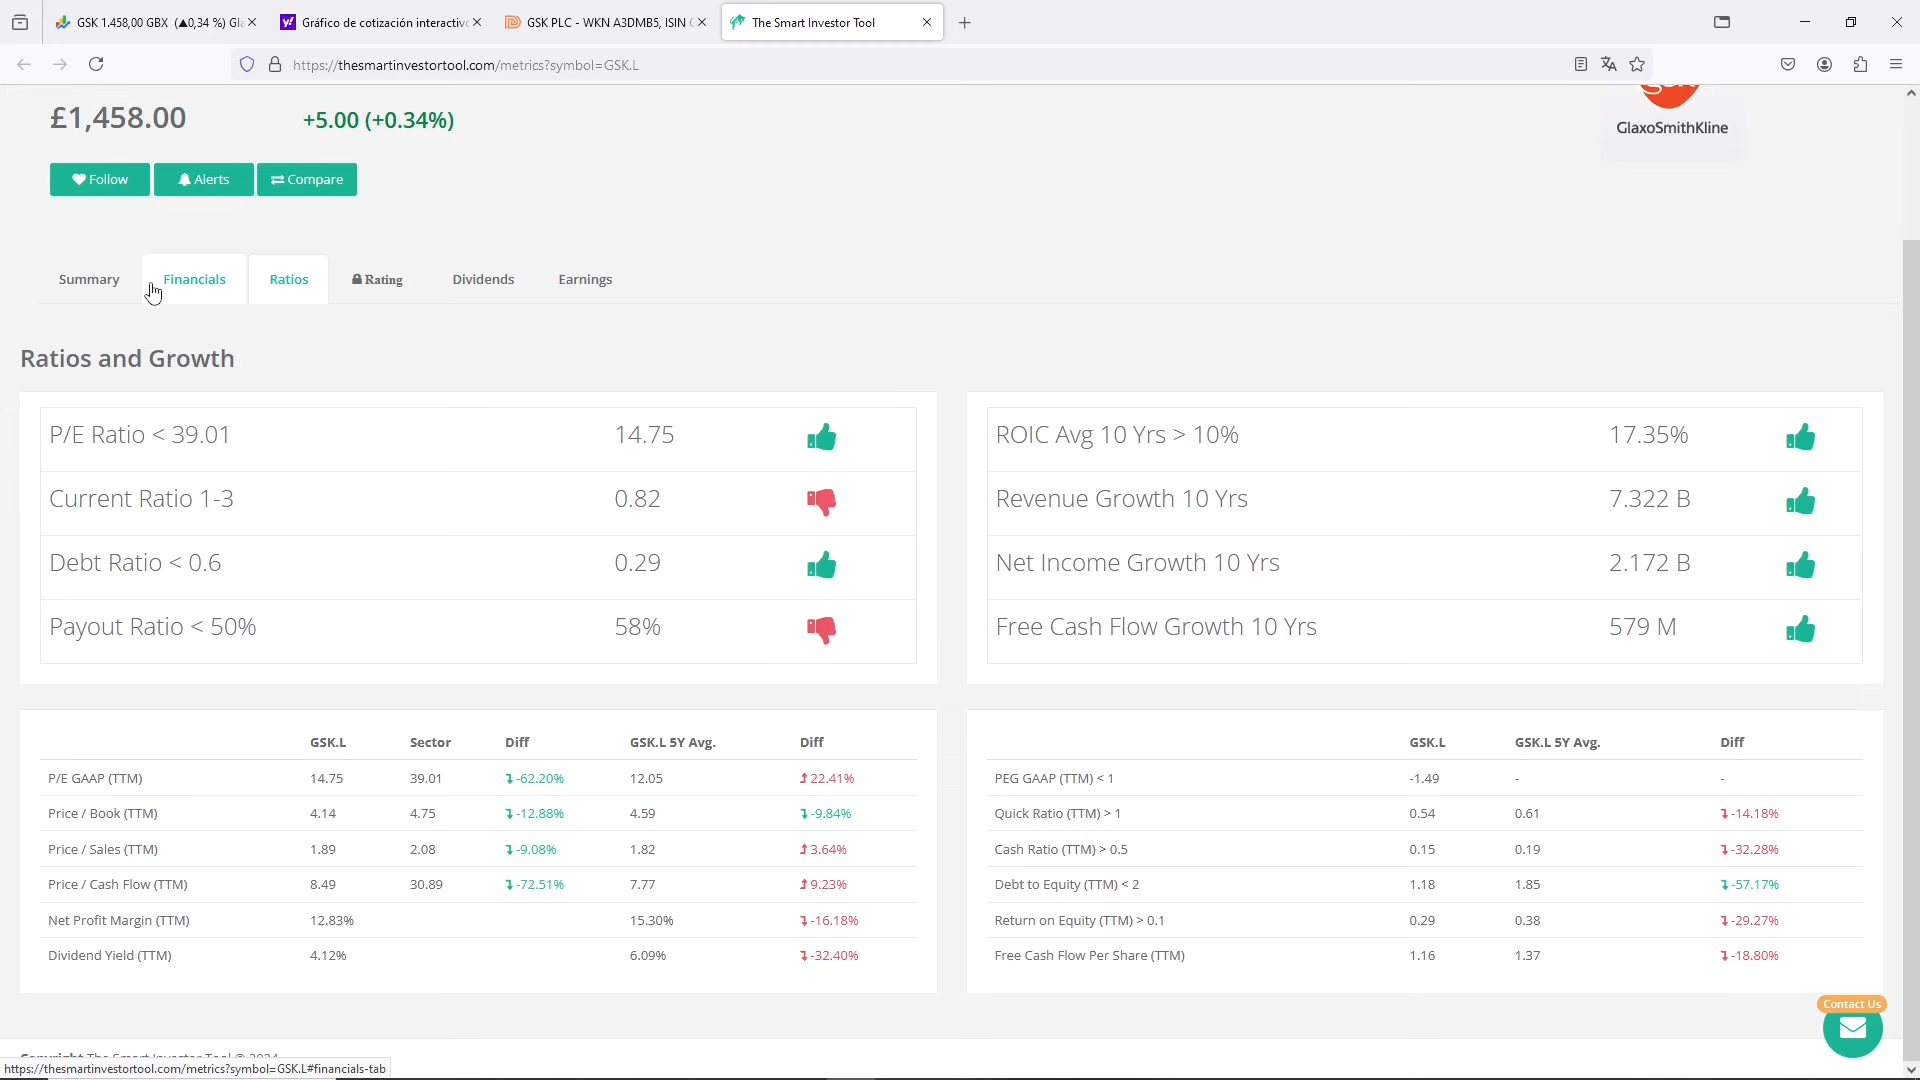 GSK 1.458,00 GBX (▲0,34 %) Gl
Gráfico de cotización interactiv
GSK PLC - WKN A3DMB5, ISIN
The Smart Investor Tool
https://thesmartinvestortool.com/metrics?symbol=GSK.L
£1,458.00
+5.00 (+0.34%)
gsk
GlaxoSmithKline
Follow
Alerts
Compare
Summary
Financials
Ratios
Rating
Dividends
Earnings
Ratios and Growth
P/E Ratio < 39.01 14.75
Current Ratio 1-3 0.82
Debt Ratio < 0.6 0.29
Payout Ratio < 50% 58%
ROIC Avg 10 Yrs > 10% 17.35%
Revenue Growth 10 Yrs 7.322 B
Net Income Growth 10 Yrs 2.172 B
Free Cash Flow Growth 10 Yrs 579 M
GSK.L Sector Diff GSK.L 5Y Avg. Diff
P/E GAAP (TTM) 14.75 39.01 -62.20% 12.05 22.41%
Price / Book (TTM) 4.14 4.75 -12.88% 4.59 -9.84%
Price / Sales (TTM) 1.89 2.08 -9.08% 1.82 3.64%
Price / Cash Flow (TTM) 8.49 30.89 -72.51% 7.77 9.23%
Net Profit Margin (TTM) 12.83% 15.30% -16.18%
Dividend Yield (TTM) 4.12% 6.09% -32.40%
GSK.L GSK.L 5Y Avg. Diff
PEG GAAP (TTM) < 1 -1.49 - -
Quick Ratio (TTM) > 1 0.54 0.61 -14.18%
Cash Ratio (TTM) > 0.5 0.15 0.19 -32.28%
Debt to Equity (TTM) < 2 1.18 1.85 -57.17%
Return on Equity (TTM) > 0.1 0.29 0.38 -29.27%
Free Cash Flow Per Share (TTM) 1.16 1.37 -18.80%
Contact Us
Copyright The Smart Investor Tool © 2024
https://thesmartinvestortool.com/metrics?symbol=GSK.L#financials-tab